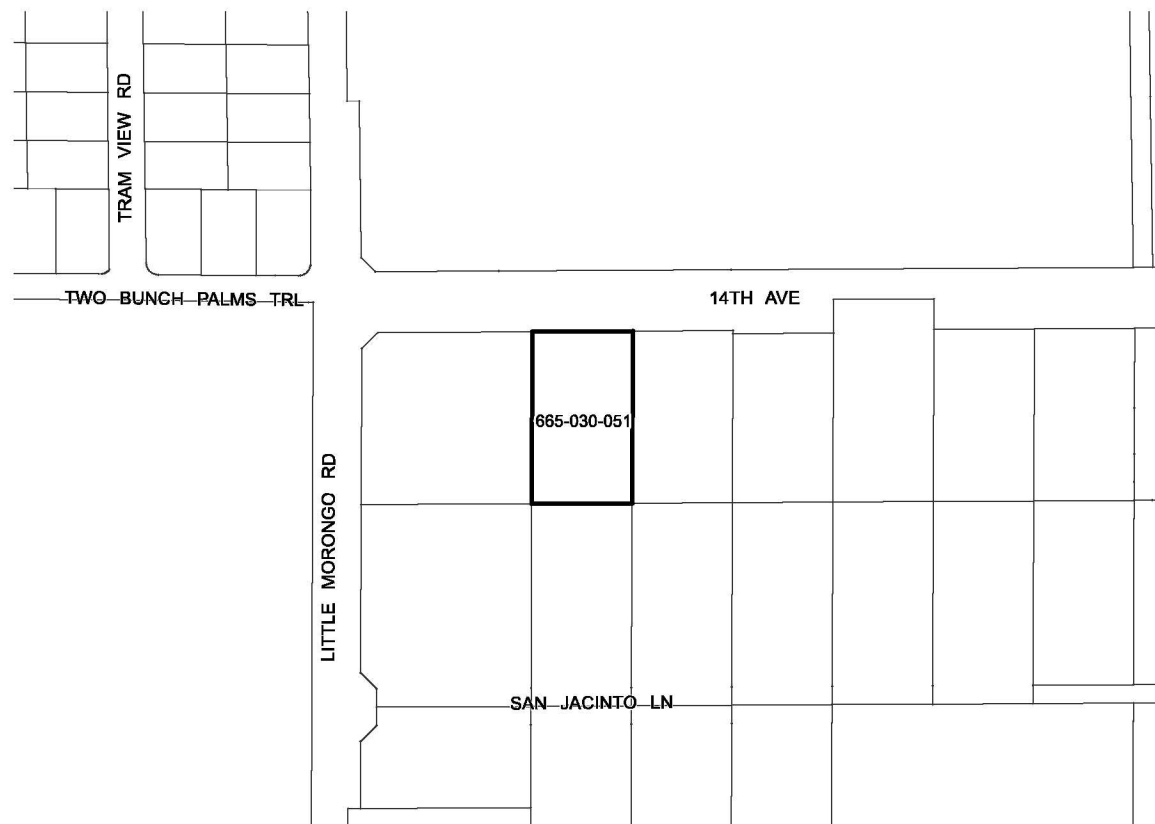 TRAM VIEW RD
TWO BUNCH PALMS TRL
14TH AVE
665-030-051
LITTLE MORONGO RD
SAN JACINTO LN